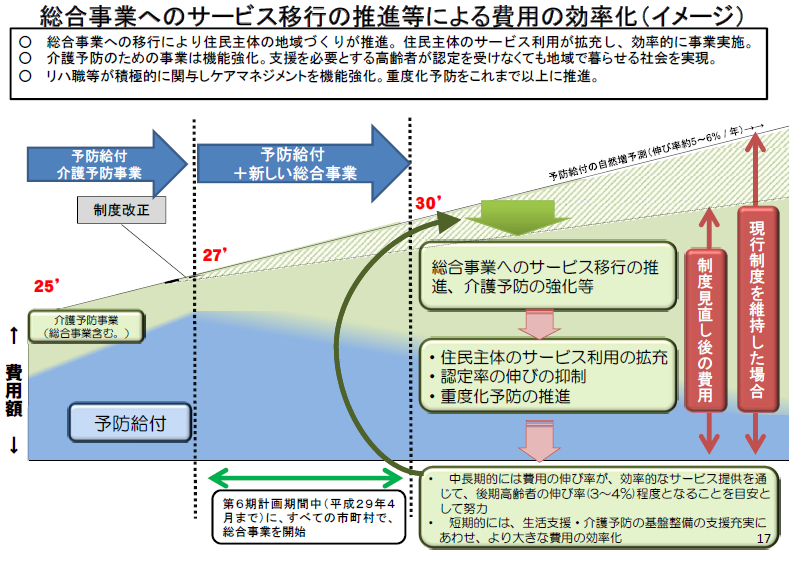 総合事業へのサービス移行の推進等による費用の効率化（イメージ）
○ 総合事業への移行により住民主体の地域づくりが推進。住民主体のサービス利用が拡充し、効率的に事業実施。
○ 介護予防のための事業は機能強化。支援を必要とする高齢者が認定を受けなくても地域で暮らせる社会を実現。
○ リハ職等が積極的に関与しケアマネジメントを機能強化。重度化予防をこれまで以上に推進。
予防給付
介護予防事業
予防給付
＋新しい総合事業
予防給付の自然増予測（伸び率約5～6％ / 年）→→
制度改正
25’
27’
30’
介護予防事業
（総合事業含む。）
↑ 費用額 ↓
予防給付
総合事業へのサービス移行の推
進、介護予防の強化等
・住民主体のサービス利用の拡充
・認定率の伸びの抑制
・重度化予防の推進
制度見直し後の費用
現行制度を維持した場合
第６期計画期間中（平成２９年４
月まで）に、すべての市町村で、
総合事業を開始
・ 中長期的には費用の伸び率が、効率的なサービス提供を通
じて、後期高齢者の伸び率（3～4％）程度となることを目安と
して努力
・ 短期的には、生活支援・介護予防の基盤整備の支援充実に
あわせ、より大きな費用の効率化
17